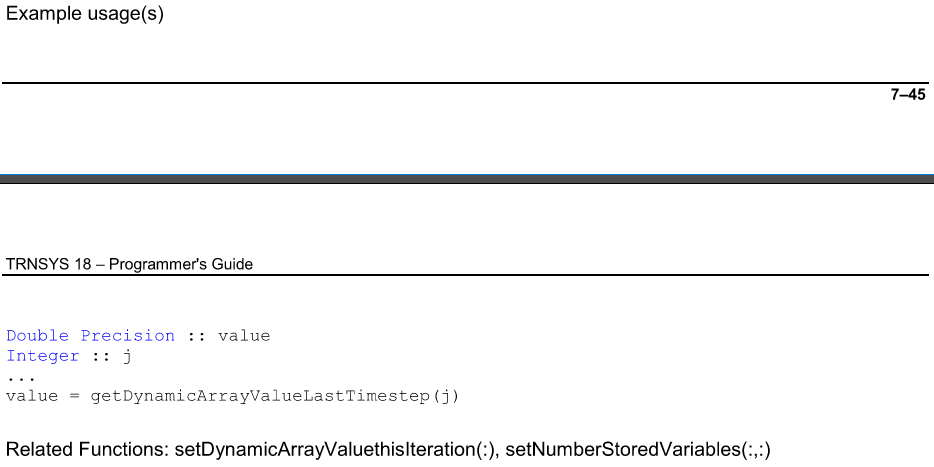 Example usage(s)
7–45
TRNSYS 18 – Programmer's Guide
Double Precision :: value
Integer :: j
...
value = getDynamicArrayValueLastTimestep(j)
Related Functions: setDynamicArrayValuethisIteration(:), setNumberStoredVariables(:,:)